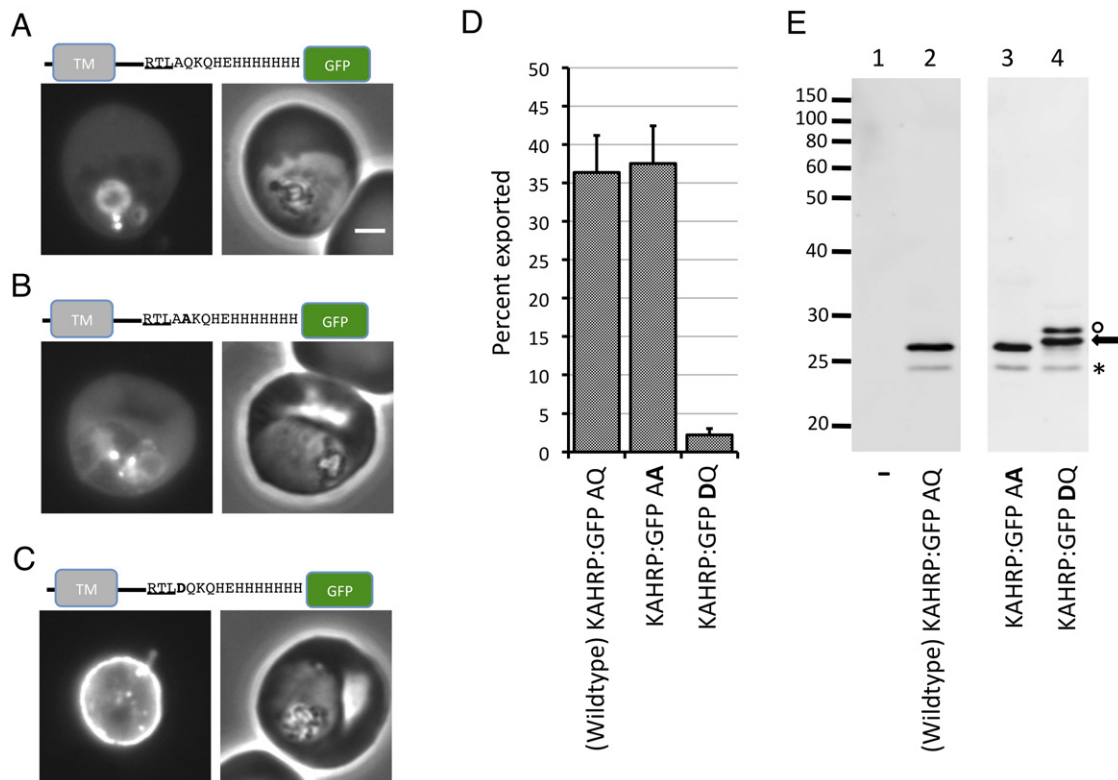 A
TM
RTLAQKQHEHHHHHHH
GFP
B
TM
RTLAAKQHEHHHHHHH
GFP
C
TM
RTLDQKQHEHHHHHHH
GFP
D
Percent exported
50
45
40
35
30
25
20
15
10
5
0
(Wildtype) KAHRP:GFP AQ
KAHRP:GFP AA
KAHRP:GFP DQ
E
1 2 3 4
150
100
80
60
50
40
30
25
20
*
-
(Wildtype) KAHRP:GFP AQ
KAHRP:GFP AA
KAHRP:GFP DQ